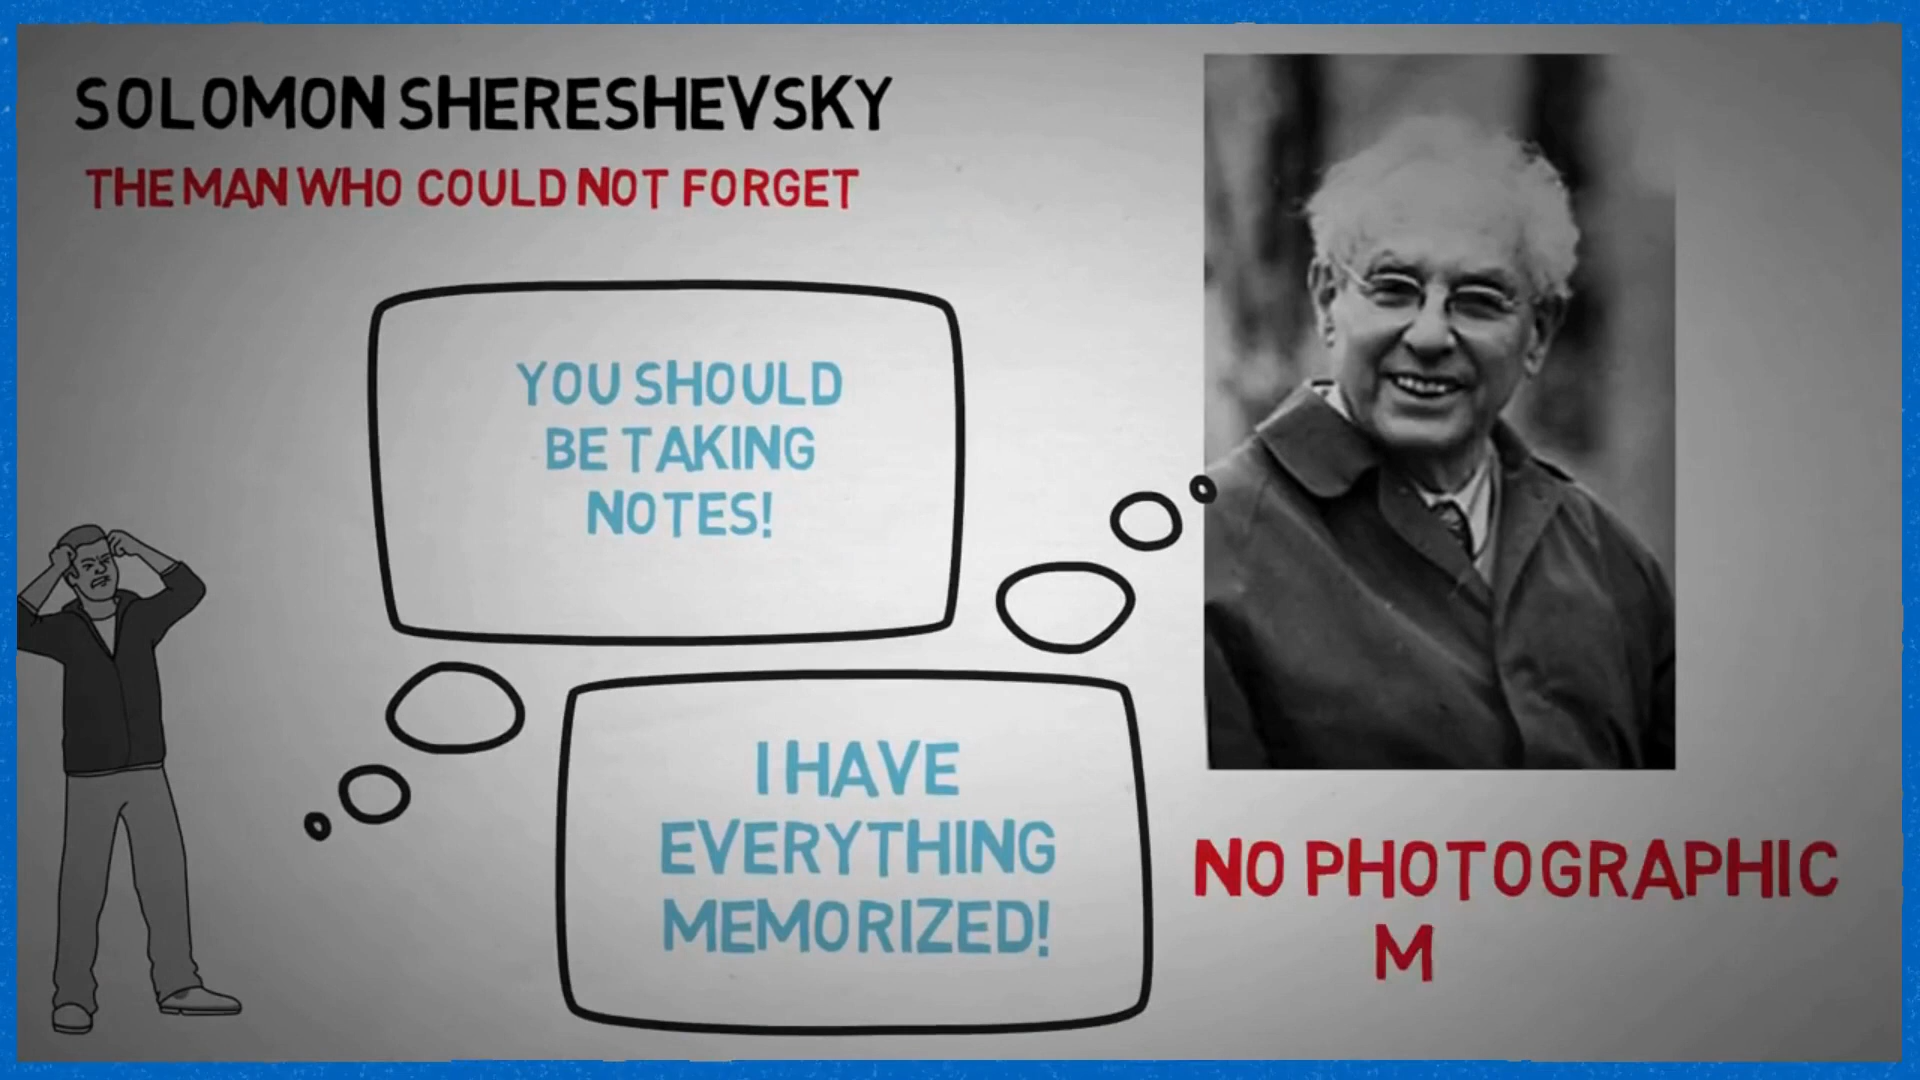 SOLOMON SHERESHEVSKY
THE MAN WHO COULD NOT FORGET
YOU SHOULD
BE TAKING
NOTES!
I HAVE
EVERYTHING
MEMORIZED!
NO PHOTOGRAPHIC
M